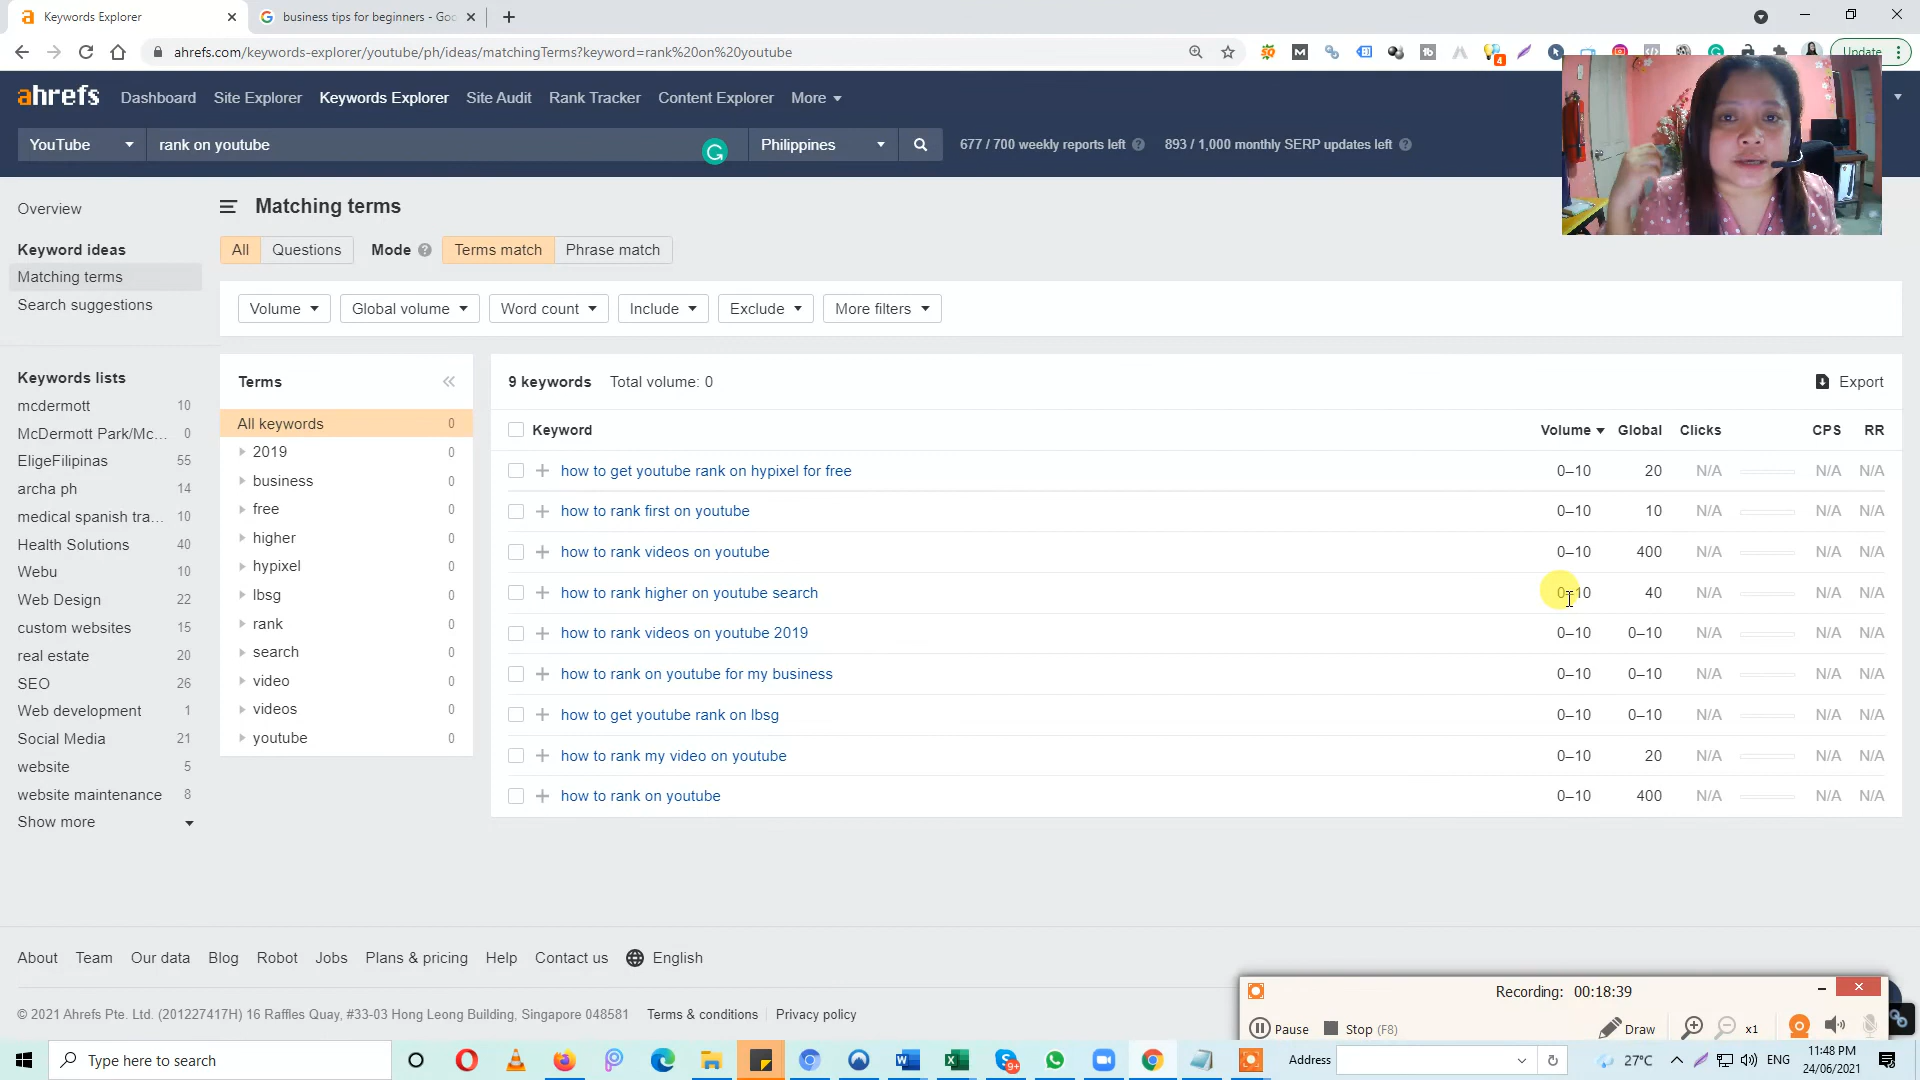 Keywords Explorer
business tips for beginners - Goo
ahrefs.com/keywords-explorer/youtube/ph/ideas/matchingTerms?keyword=rank%20on%20youtube
4
Update
ahrefs
Dashboard Site Explorer Keywords Explorer Site Audit Rank Tracker Content Explorer More
YouTube rank on youtube Philippines 677 / 700 weekly reports left 893 / 1,000 monthly SERP updates left
Overview
Keyword ideas
Matching terms
Search suggestions
Keywords lists
mcdermott 10
McDermott Park/Mc... 0
EligeFilipinas 55
archa ph 14
medical spanish tra... 10
Health Solutions 40
Webu 10
Web Design 22
custom websites 15
real estate 20
SEO 26
Web development 1
Social Media 21
website 5
website maintenance 8
Show more
Matching terms
All Questions Mode Terms match Phrase match
Volume Global volume Word count Include Exclude More filters
Terms
All keywords 0
2019 0
business 0
free 0
higher 0
hypixel 0
lbsg 0
rank 0
search 0
video 0
videos 0
youtube 0
9 keywords Total volume: 0 Export
Keyword Volume Global Clicks CPS RR
how to get youtube rank on hypixel for free 0–10 20 N/A N/A N/A
how to rank first on youtube 0–10 10 N/A N/A N/A
how to rank videos on youtube 0–10 400 N/A N/A N/A
how to rank higher on youtube search 0–10 40 N/A N/A N/A
how to rank videos on youtube 2019 0–10 0–10 N/A N/A N/A
how to rank on youtube for my business 0–10 0–10 N/A N/A N/A
how to get youtube rank on lbsg 0–10 0–10 N/A N/A N/A
how to rank my video on youtube 0–10 20 N/A N/A N/A
how to rank on youtube 0–10 400 N/A N/A N/A
About Team Our data Blog Robot Jobs Plans & pricing Help Contact us English
© 2021 Ahrefs Pte. Ltd. (201227417H) 16 Raffles Quay, #33-03 Hong Leong Building, Singapore 048581 Terms & conditions Privacy policy
Recording: 00:18:39
Pause Stop (F8) Draw x1
Type here to search
Address
27°C
ENG
11:48 PM
24/06/2021